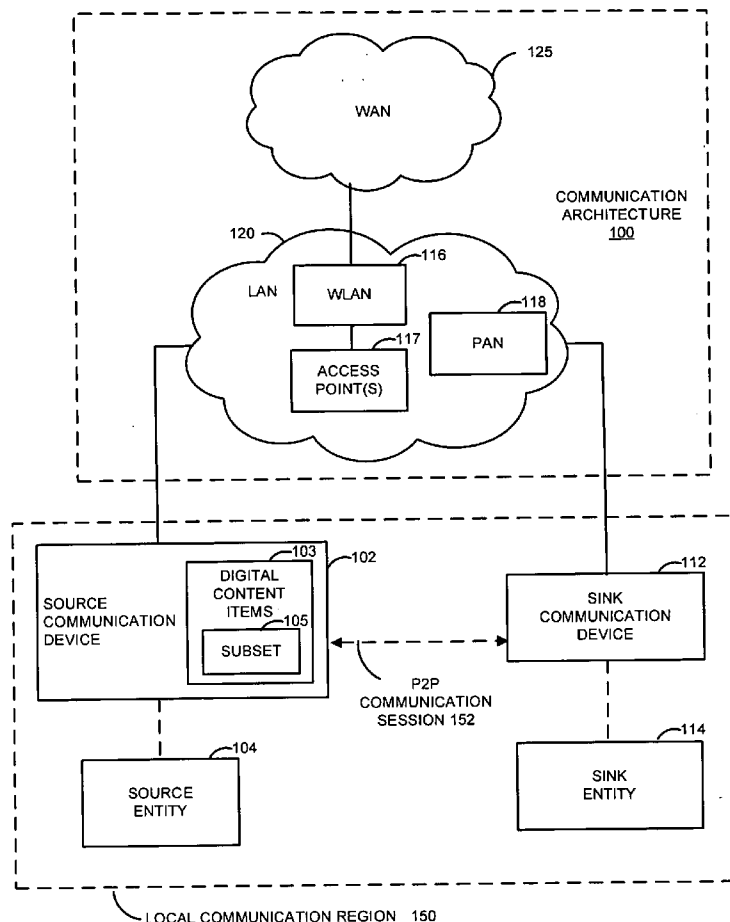 125
WAN
COMMUNICATION
ARCHITECTURE
100
120
116
LAN
WLAN
118
117
PAN
ACCESS
POINT(S)
103
102
DIGITAL
CONTENT
ITEMS
112
SOURCE
COMMUNICATION
DEVICE
105
SUBSET
SINK
COMMUNICATION
DEVICE
P2P
COMMUNICATION
SESSION 152
104
SOURCE
ENTITY
114
SINK
ENTITY
LOCAL COMMUNICATION REGION 150